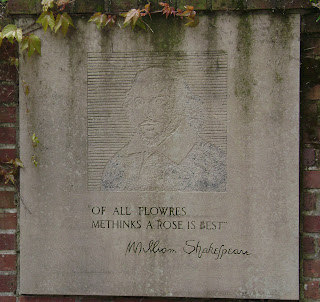 "OF ALL FLOWRES
METHINKS A ROSE IS BEST"
William Shakespeare